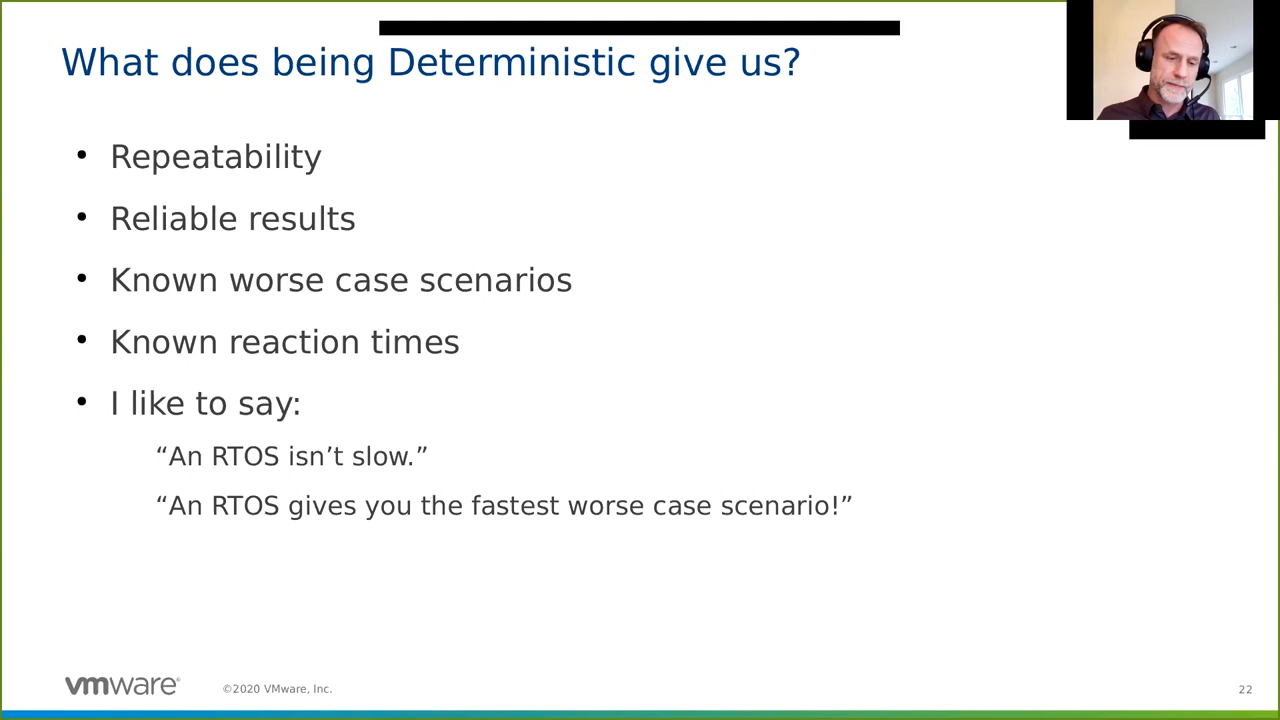 What does being Deterministic give us?
• Repeatability
• Reliable results
• Known worse case scenarios
• Known reaction times
• I like to say:
“An RTOS isn’t slow.”
“An RTOS gives you the fastest worse case scenario!”
vmware®
©2020 VMware, Inc.
22